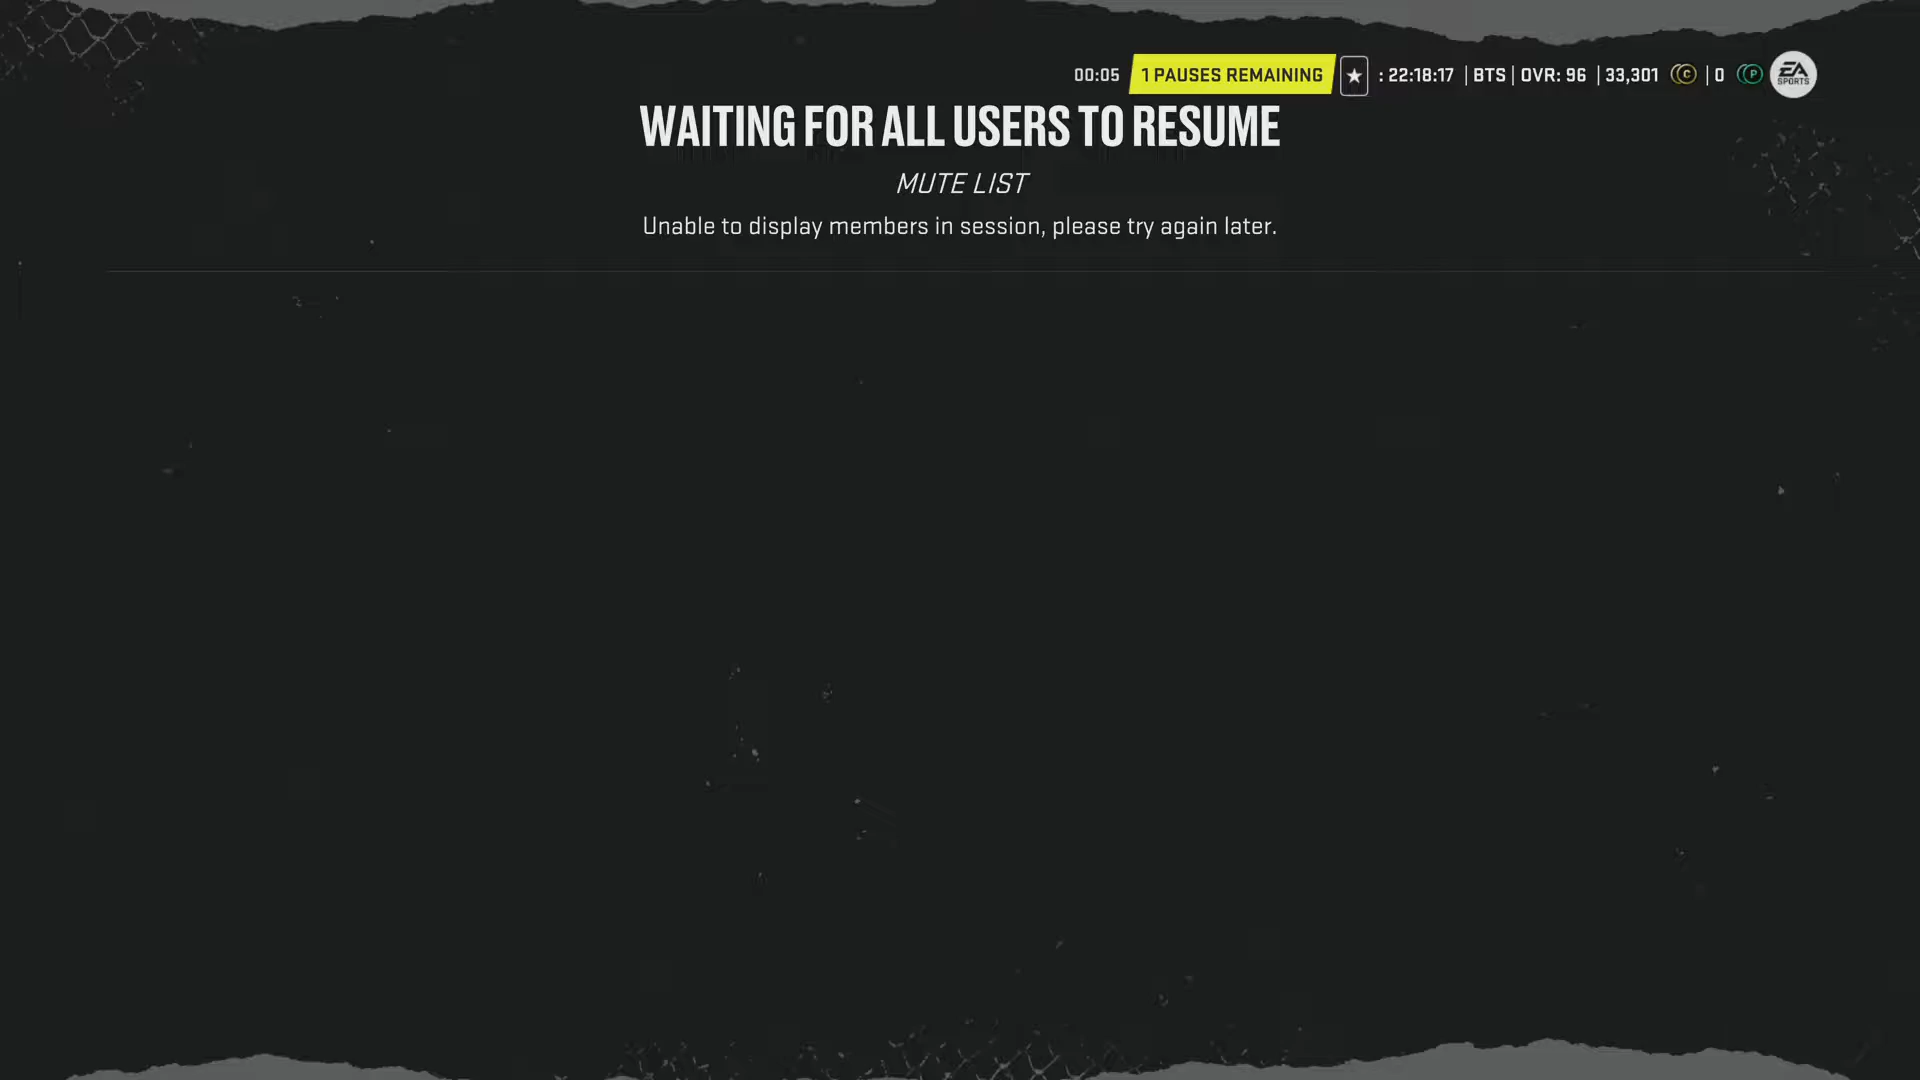 00:05 1 PAUSES REMAINING : 22:18:17 | BTS | OVR: 96 | 33,301 C | 0 P EA SPORTS
WAITING FOR ALL USERS TO RESUME
MUTE LIST
Unable to display members in session, please try again later.